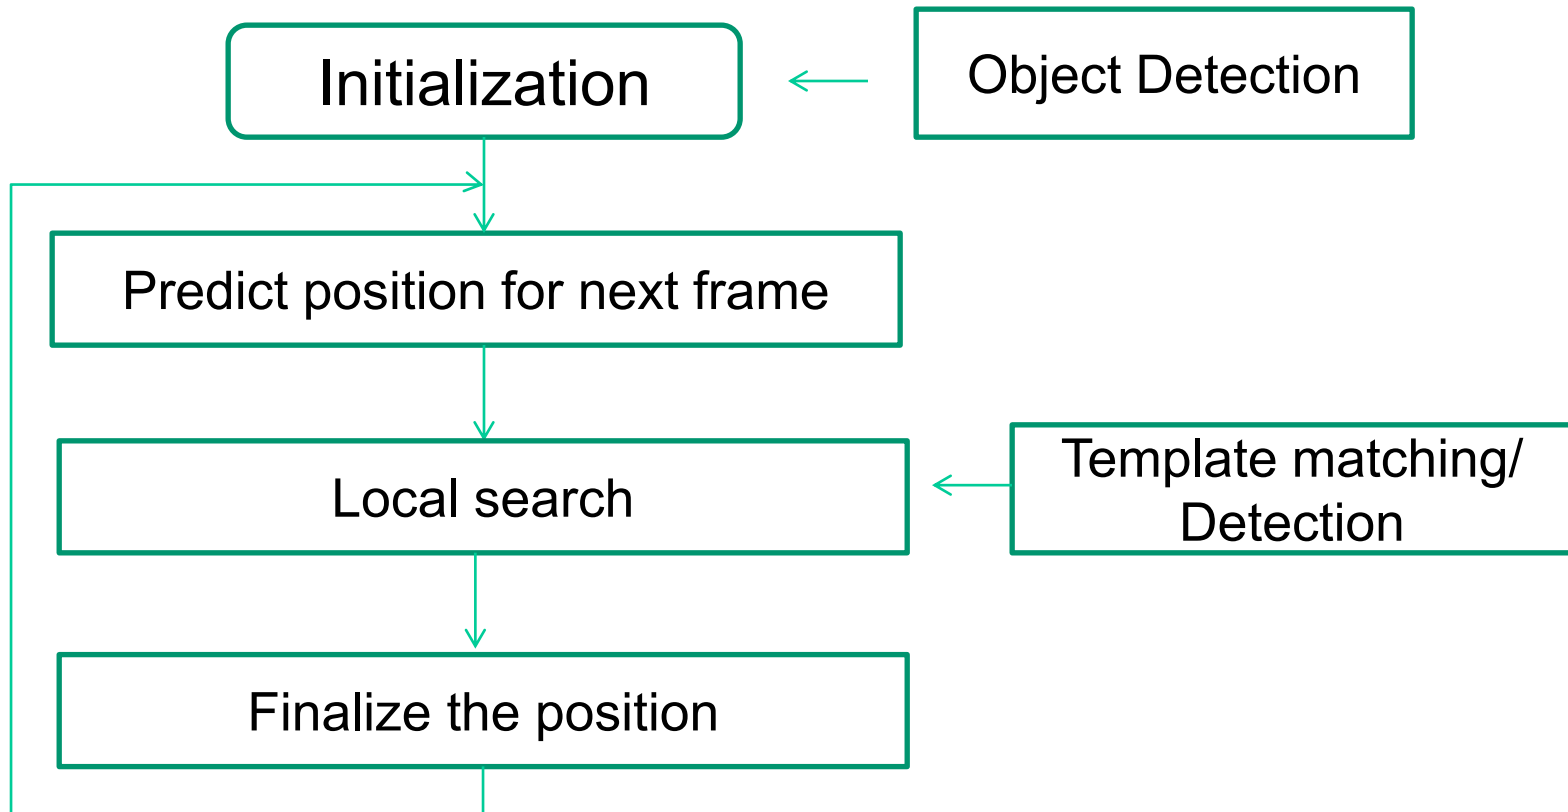 Initialization
Object Detection
Predict position for next frame
Local search
Template matching/
Detection
Finalize the position